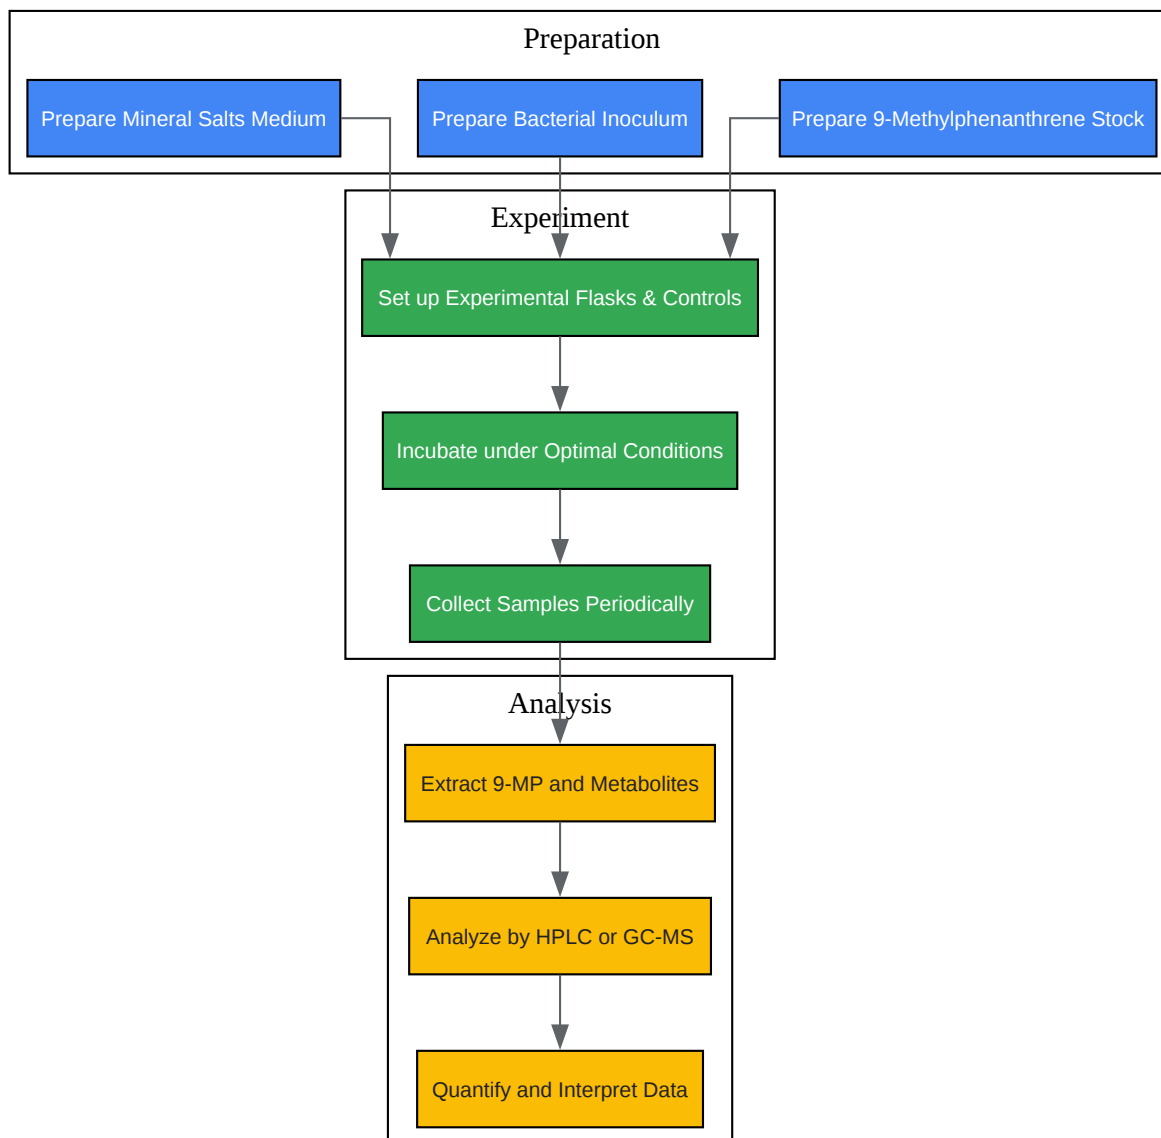 Preparation
Prepare Mineral Salts Medium
Prepare Bacterial Inoculum
Prepare 9-Methylphenanthrene Stock
Experiment
Set up Experimental Flasks & Controls
Incubate under Optimal Conditions
Collect Samples Periodically
Analysis
Extract 9-MP and Metabolites
Analyze by HPLC or GC-MS
Quantify and Interpret Data